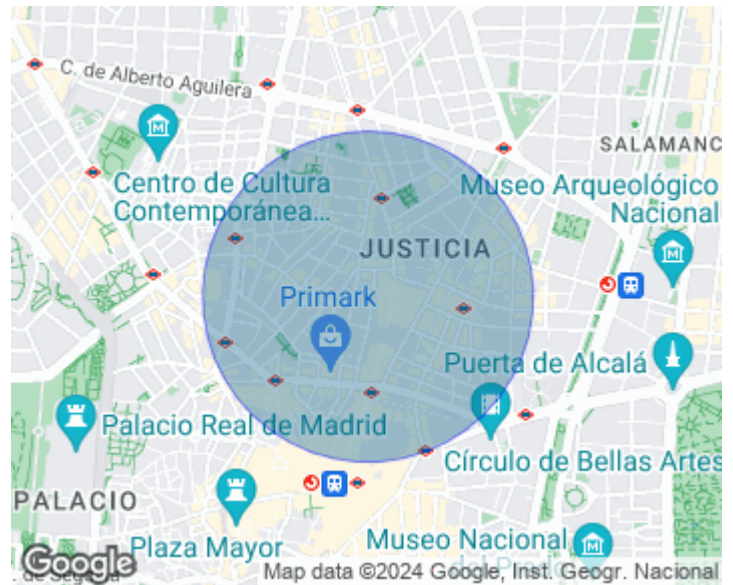 C. de Alberto Aguilera
SALAMANC
Centro de Cultura
Contemporánea...
Museo Arqueológico
Nacional
JUSTICIA
Primark
Puerta de Alcalá
Palacio Real de Madrid
Círculo de Bellas Artes
PALACIO
Plaza Mayor
Museo Nacional
Google
Map data ©2024 Google, Inst. Geogr. Nacional